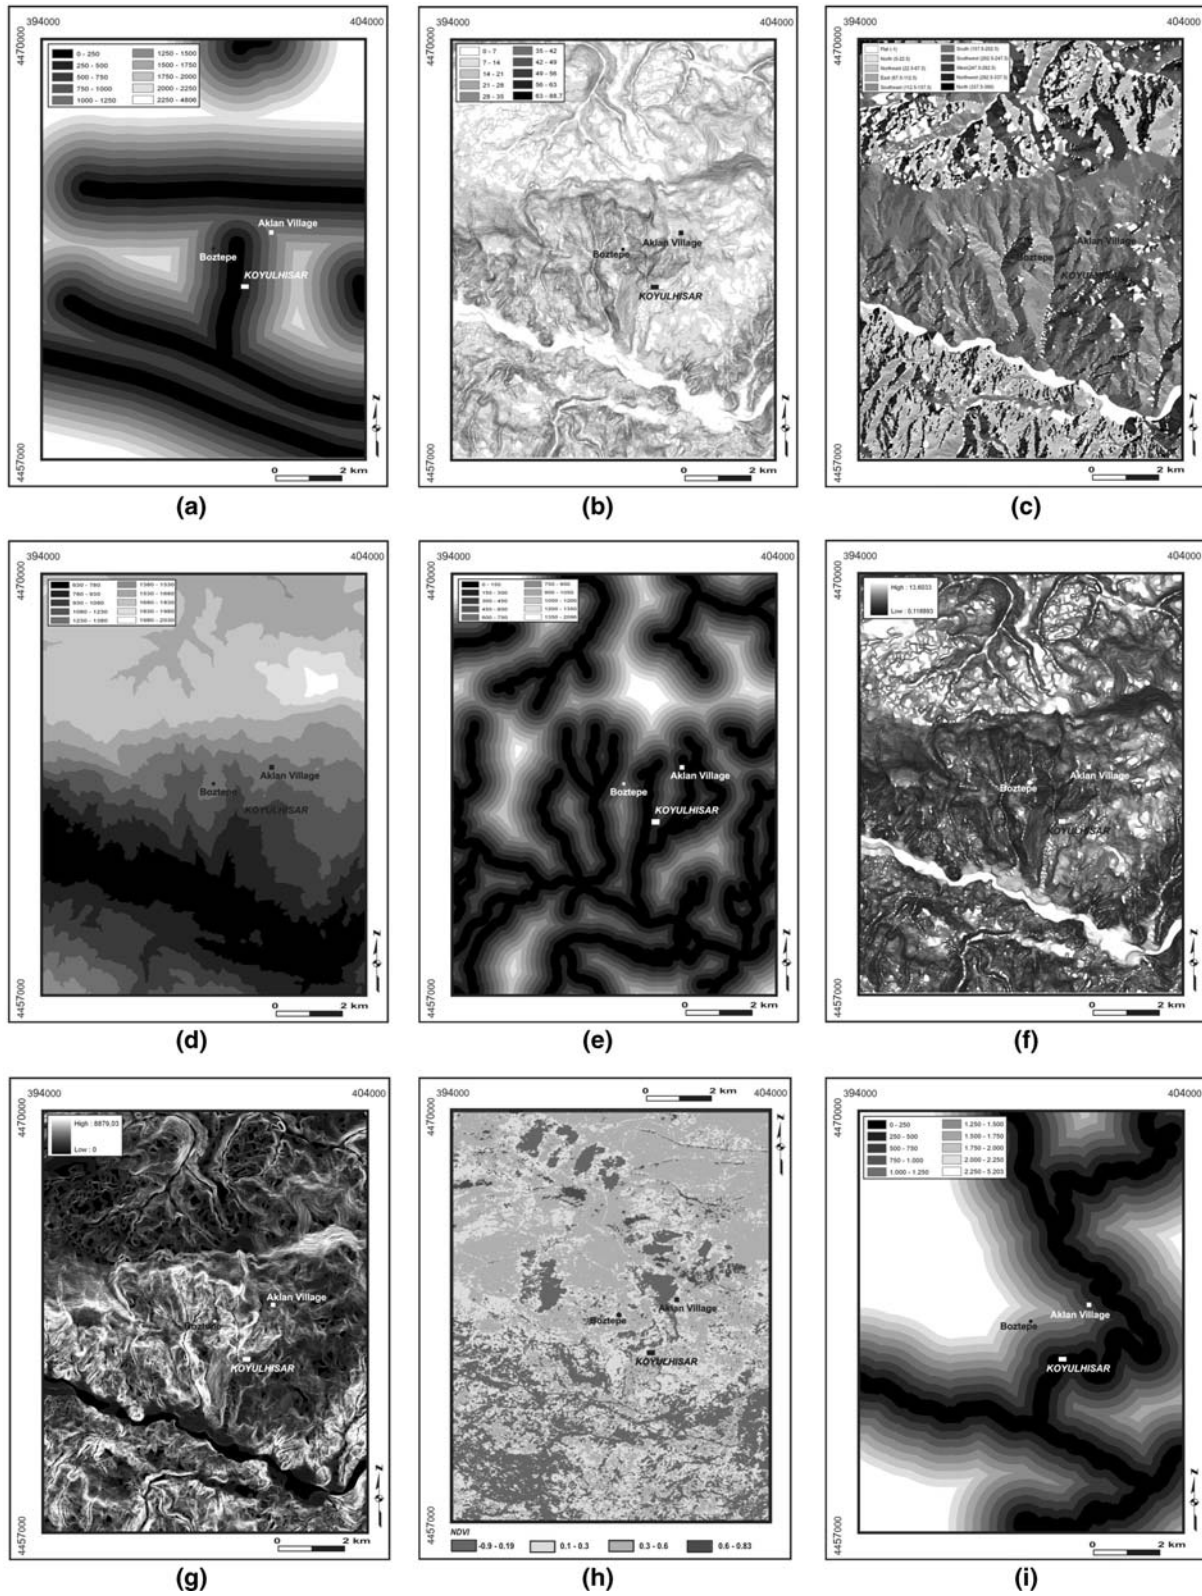 394000 404000
4470000
0 - 250 1250 - 1500
250 - 500 1500 - 1750
500 - 750 1750 - 2000
750 - 1000 2000 - 2250
1000 - 1250 2250 - 4806
Aklan Village
Boztepe
KOYULHISAR
4457000
N
0 2 km
(a)
394000 404000
4470000
0 - 7 35 - 42
7 - 14 42 - 49
14 - 21 49 - 56
21 - 28 56 - 63
28 - 35 63 - 88.7
Boztepe
Aklan Village
KOYULHISAR
4457000
N
0 2 km
(b)
394000 404000
4470000
Flat (-1)
Aklan Village
Boztepe
KOYULHISAR
4457000
N
0 2 km
(c)
394000 404000
4470000
Aklan Village
Boztepe
KOYULHISAR
4457000
N
0 2 km
(d)
394000 404000
4470000
Aklan Village
Boztepe
KOYULHISAR
4457000
N
0 2 km
(e)
394000 404000
4470000
High :
Low :
Aklan Village
Boztepe
KOYULHISAR
4457000
N
0 2 km
(f)
394000 404000
4470000
High : 8879,03
Low : 0
Aklan Village
Boztepe
KOYULHISAR
4457000
N
0 2 km
(g)
0 2 km
394000 404000
4470000
N
Boztepe
Aklan Village
KOYULHISAR
4457000
NDVI
-0.9 - 0.19 0.1 - 0.3 0.3 - 0.6 0.6 - 0.83
(h)
394000 404000
4470000
0 - 250 1.250 - 1.500
250 - 500 1.500 - 1.750
500 - 750 1.750 - 2.000
750 - 1.000 2.000 - 2.250
1.000 - 1.250 2.250 - 5.203
Aklan Village
Boztepe
KOYULHISAR
4457000
N
0 2 km
(i)